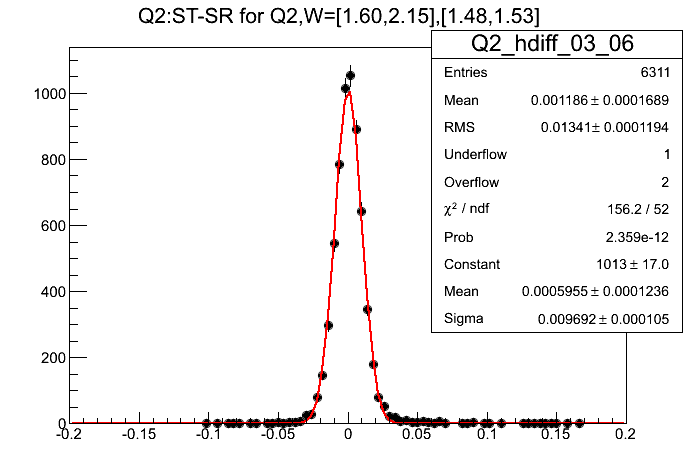 Q2:ST-SR for Q2,W=[1.60,2.15],[1.48,1.53]
Q2_hdiff_03_06
Entries 6311
Mean 0.001186 ± 0.0001689
RMS 0.01341± 0.0001194
Underflow 1
Overflow 2
χ² / ndf 156.2 / 52
Prob 2.359e-12
Constant 1013 ± 17.0
Mean 0.0005955 ± 0.0001236
Sigma 0.009692 ± 0.000105
1000
800
600
400
200
0
-0.2 -0.15 -0.1 -0.05 0 0.05 0.1 0.15 0.2